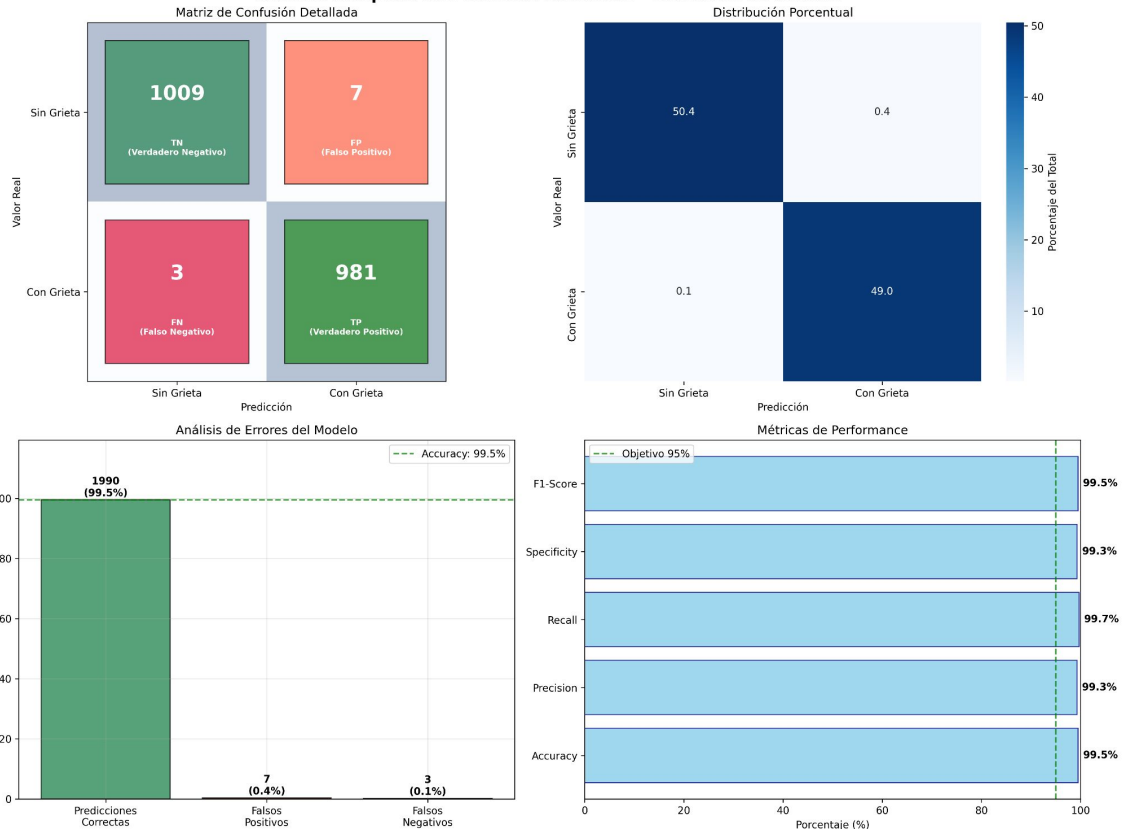 Matriz de Confusión Detallada
Sin Grieta
Con Grieta
Valor Real
1009
TN
(Verdadero Negativo)
7
FP
(Falso Positivo)
3
FN
(Falso Negativo)
981
TP
(Verdadero Positivo)
Sin Grieta
Con Grieta
Predicción
Distribución Porcentual
Sin Grieta
Con Grieta
Valor Real
50.4
0.4
0.1
49.0
Sin Grieta
Con Grieta
Predicción
50
40
30
20
10
Porcentaje del Total
Análisis de Errores del Modelo
Accuracy: 99.5%
80
60
40
20
0
1990
(99.5%)
7
(0.4%)
3
(0.1%)
Predicciones
Correctas
Falsos
Positivos
Falsos
Negativos
Métricas de Performance
Objetivo 95%
F1-Score
99.5%
Specificity
99.3%
Recall
99.7%
Precision
99.3%
Accuracy
99.5%
0
20
40
60
80
100
Porcentaje (%)